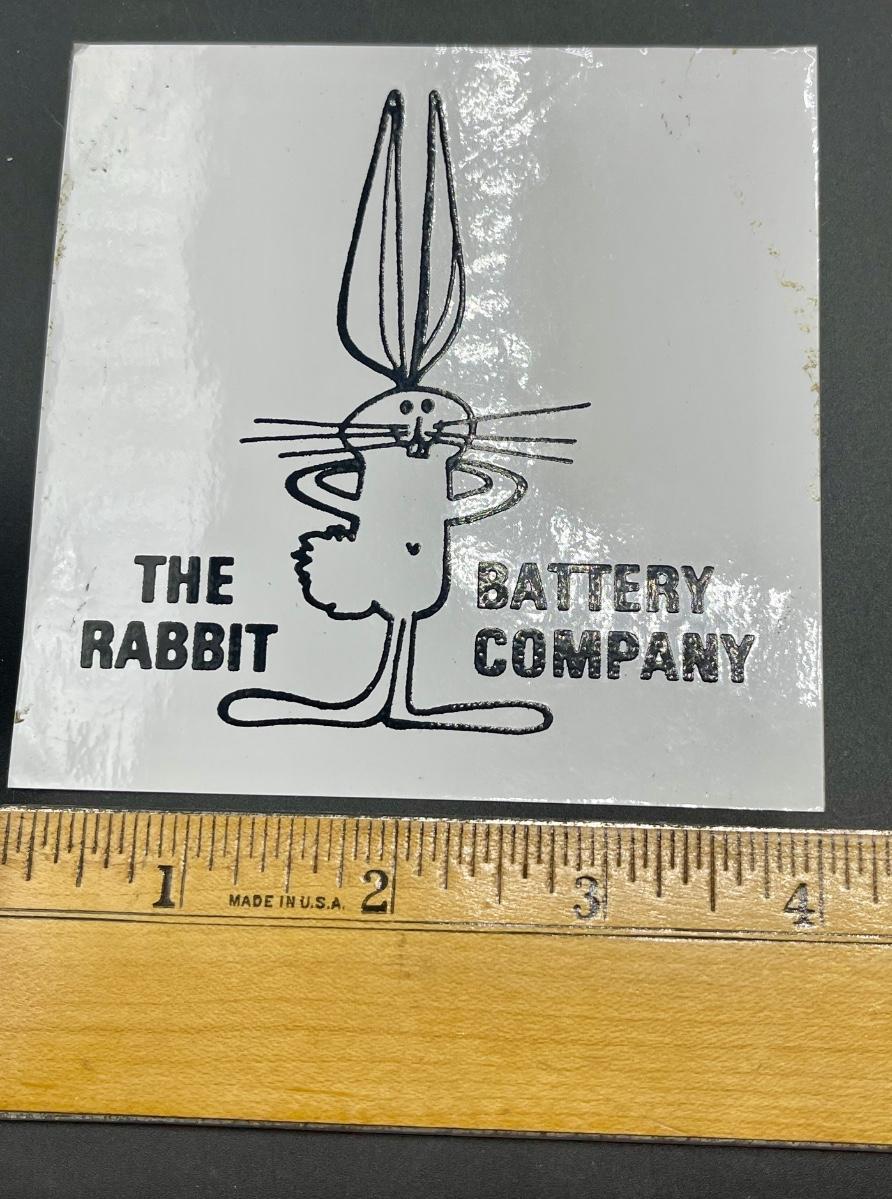 THE
RABBIT
BATTERY
COMPANY
1 MADE IN U.S.A. 2 3 4